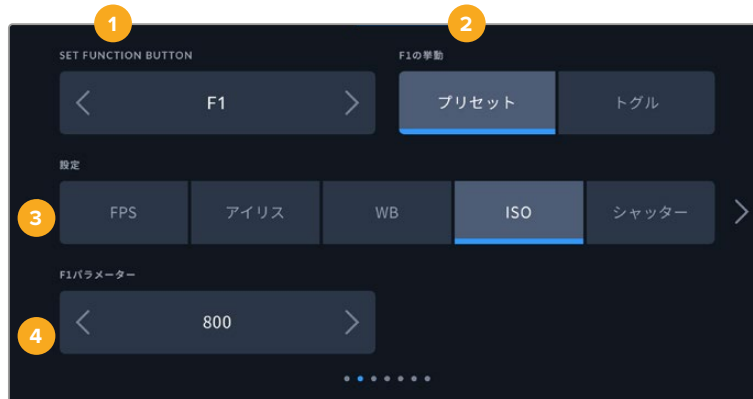 1
2
SET FUNCTION BUTTON
F1の挙動
F1
プリセット
トグル
設定
3
FPS
アイリス
WB
ISO
シャッター
F1パラメーター
4
800